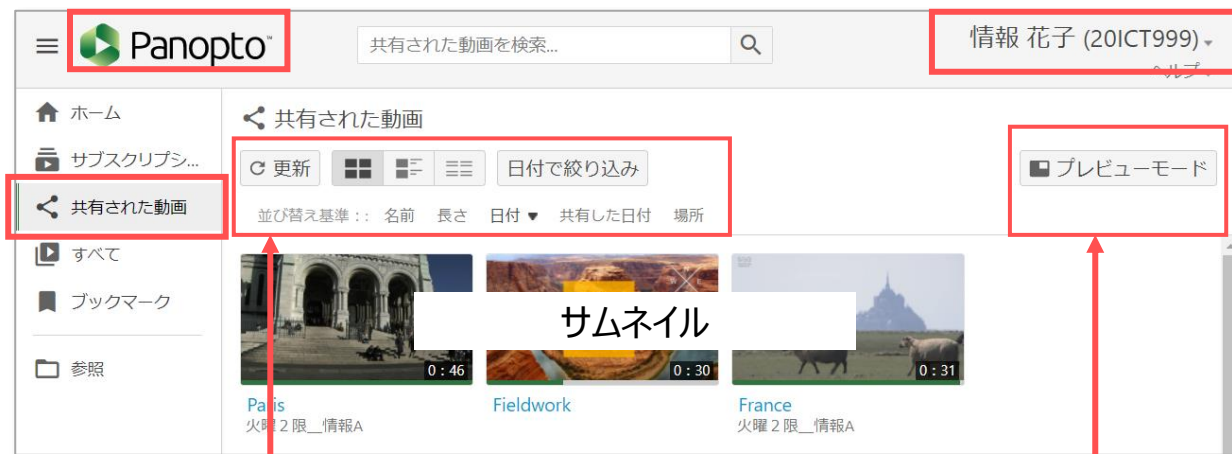 Panopto™
共有された動画を検索...
情報 花子 (20ICT999)
ヘルプ
ホーム
サブスクリプシ...
共有された動画
すべて
ブックマーク
参照
共有された動画
更新
日付で絞り込み
プレビューモード
並び替え基準：: 名前 長さ 日付 ▼ 共有した日付 場所
サムネイル
0：46
0：30
0：31
Paris
火曜２限__情報A
Fieldwork
France
火曜２限__情報A